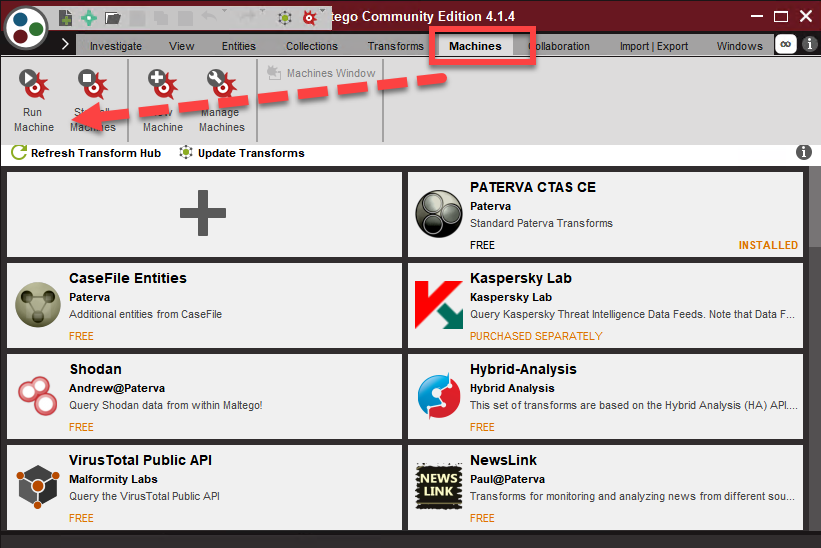 tego Community Edition 4.1.4
Investigate View Entities Collections Transforms Machines ollaboration Import | Export Windows
Machines Window
Run Machine
Machines
Machine
Manage Machines
Refresh Transform Hub Update Transforms
PATERVA CTAS CE
Paterva
Standard Paterva Transforms
FREE INSTALLED
CaseFile Entities
Paterva
Additional entities from CaseFile
FREE
Kaspersky Lab
Kaspersky Lab
Query Kaspersky Threat Intelligence Data Feeds. Note that Data F...
PURCHASED SEPARATELY
Shodan
Andrew@Paterva
Query Shodan data from within Maltego!
FREE
Hybrid-Analysis
Hybrid Analysis
This set of transforms are based on the Hybrid Analysis (HA) API....
FREE
VirusTotal Public API
Malformity Labs
Query the VirusTotal Public API
FREE
NEWS
LINK
NewsLink
Paul@Paterva
Transforms for monitoring and analyzing news from different sou...
FREE